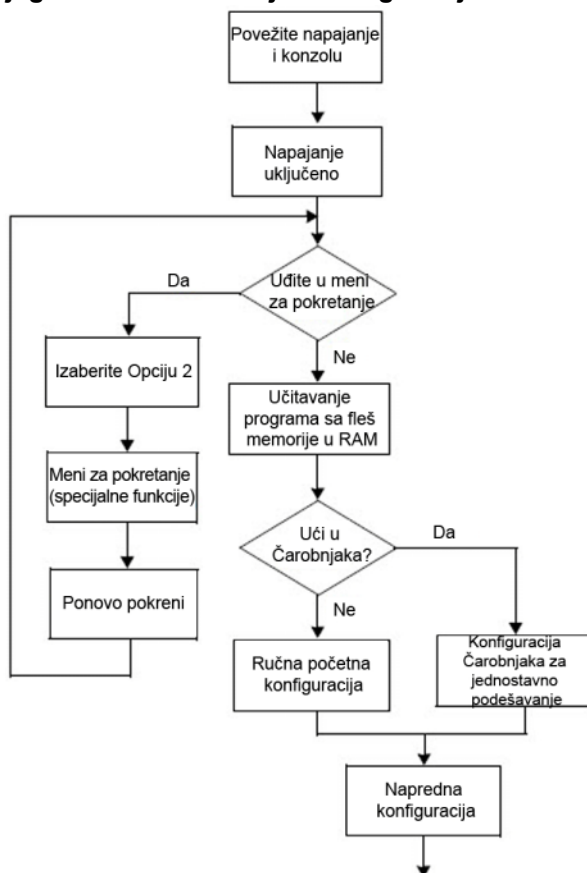 Povežite napajanje
i konzolu
Napajanje
uključeno
Uđite u meni
za pokretanje
Da
Ne
Izaberite Opciju 2
Učitavanje
programa sa fleš
memorije u RAM
Meni za pokretanje
(specijalne funkcije)
Ući u
Čarobnjaka?
Da
Ne
Ponovo pokreni
Ručna početna
konfiguracija
Konfiguracija
Čarobnjaka za
jednostavno
podešavanje
Napredna
konfiguracija